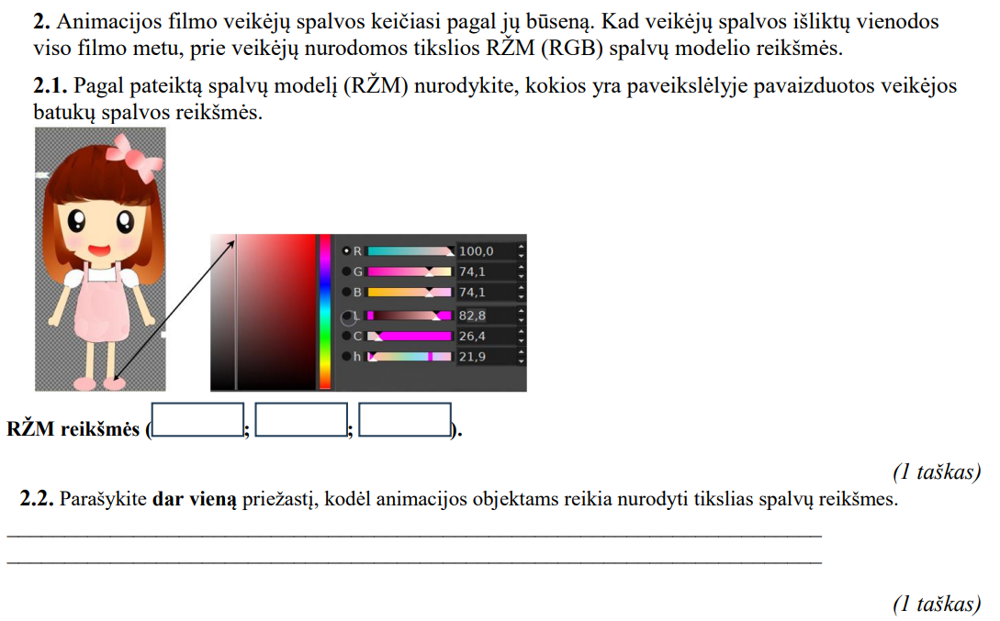 2. Animacijos filmo veikėjų spalvos keičiasi pagal jų būseną. Kad veikėjų spalvos išliktų vienodos
viso filmo metu, prie veikėjų nurodomos tikslios RŽM (RGB) spalvų modelio reikšmės.
2.1. Pagal pateiktą spalvų modelį (RŽM) nurodykite, kokios yra paveikslėlyje pavaizduotos veikėjos
batukų spalvos reikšmės.
R 100,0
G 74,1
B 74,1
L 82,8
C 26,4
h 21,9
RŽM reikšmės ( ; ; ).
(1 taškas)
2.2. Parašykite dar vieną priežastį, kodėl animacijos objektams reikia nurodyti tikslias spalvų reikšmes.
(1 taškas)